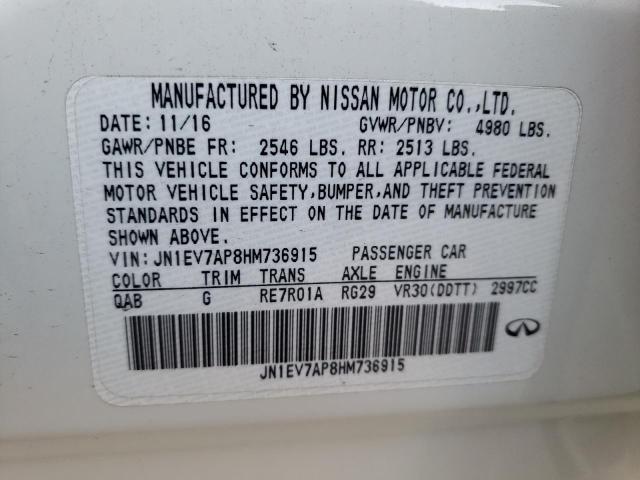 MANUFACTURED BY NISSAN MOTOR CO.,LTD.
DATE: 11/16 GVWR/PNBV: 4980 LBS.
GAWR/PNBE FR: 2546 LBS. RR: 2513 LBS.
THIS VEHICLE CONFORMS TO ALL APPLICABLE FEDERAL
MOTOR VEHICLE SAFETY,BUMPER,AND THEFT PREVENTION
STANDARDS IN EFFECT ON THE DATE OF MANUFACTURE
SHOWN ABOVE.
VIN: JN1EV7AP8HM736915 PASSENGER CAR
COLOR TRIM TRANS AXLE ENGINE
QAB G RE7R01A RG29 VR30(DDTT) 2997CC
JN1EV7AP8HM736915